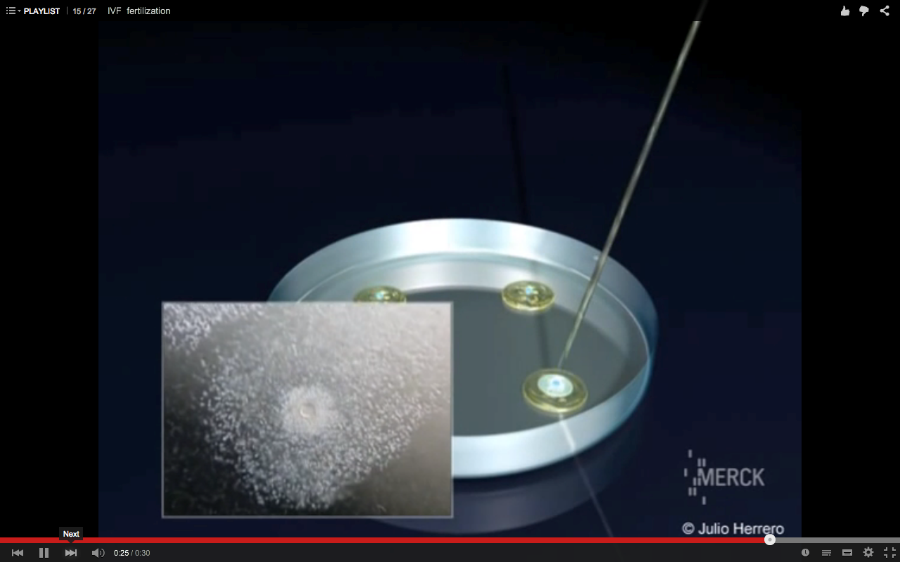 PLAYLIST 15 / 27 IVF fertilization
MERCK
© Julio Herrero
Next
0:25 / 0:30